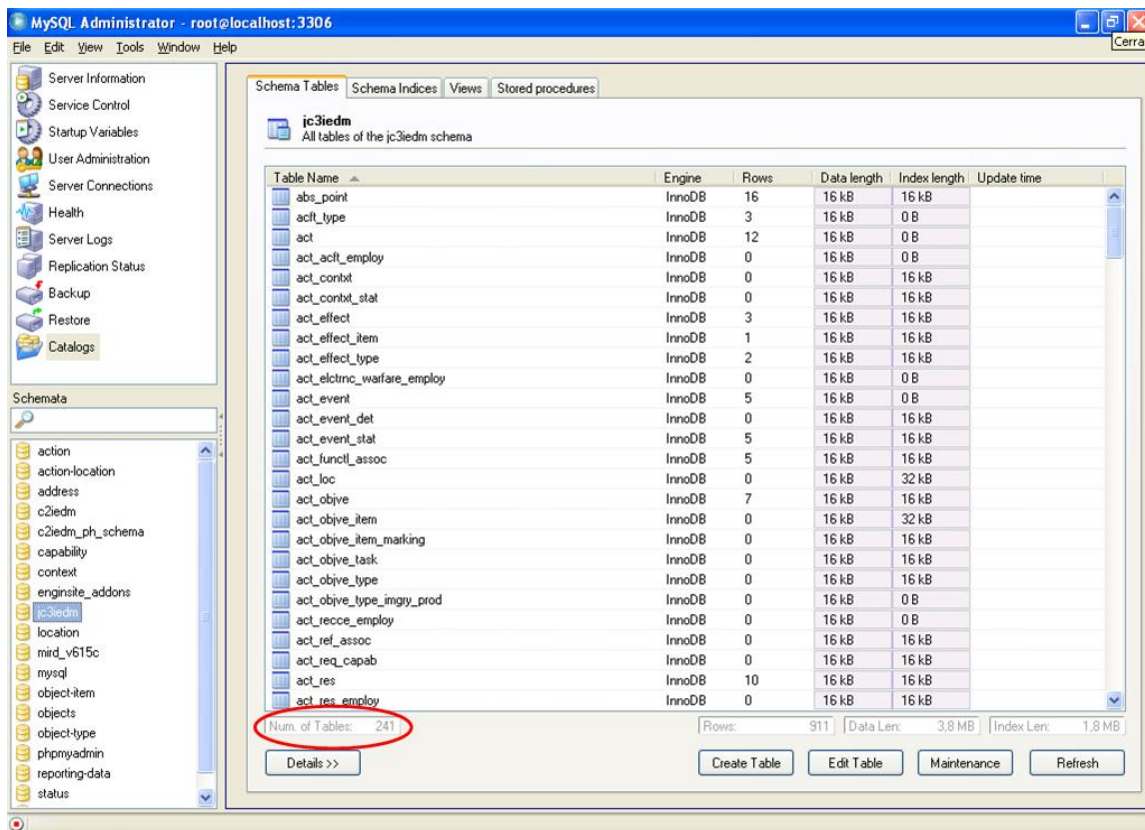 MySQL Administrator - root@localhost:3306
File Edit View Tools Window Help
Cerra
Server Information
Service Control
Startup Variables
User Administration
Server Connections
Health
Server Logs
Replication Status
Backup
Restore
Catalogs
Schemata
action
action-location
address
c2iedm
c2iedm_ph_schema
capability
context
enginsite_addons
jc3iedm
location
mird_v615c
mysql
object-item
objects
object-type
phpmyadmin
reporting-data
status
Schema Tables Schema Indices Views Stored procedures
jc3iedm
All tables of the jc3iedm schema
Table Name Engine Rows Data length Index length Update time
abs_point InnoDB 16 16 kB 16 kB
acft_type InnoDB 3 16 kB 0 B
act InnoDB 12 16 kB 0 B
act_acft_employ InnoDB 0 16 kB 0 B
act_contxt InnoDB 0 16 kB 16 kB
act_contxt_stat InnoDB 0 16 kB 16 kB
act_effect InnoDB 3 16 kB 16 kB
act_effect_item InnoDB 1 16 kB 16 kB
act_effect_type InnoDB 2 16 kB 16 kB
act_elctrnc_warfare_employ InnoDB 0 16 kB 0 B
act_event InnoDB 5 16 kB 0 B
act_event_det InnoDB 0 16 kB 16 kB
act_event_stat InnoDB 5 16 kB 16 kB
act_functl_assoc InnoDB 5 16 kB 16 kB
act_loc InnoDB 0 16 kB 32 kB
act_objve InnoDB 7 16 kB 16 kB
act_objve_item InnoDB 0 16 kB 32 kB
act_objve_item_marking InnoDB 0 16 kB 16 kB
act_objve_task InnoDB 0 16 kB 16 kB
act_objve_type InnoDB 0 16 kB 16 kB
act_objve_type_imgry_prod InnoDB 0 16 kB 0 B
act_recce_employ InnoDB 0 16 kB 0 B
act_ref_assoc InnoDB 0 16 kB 16 kB
act_req_capab InnoDB 0 16 kB 16 kB
act_res InnoDB 10 16 kB 16 kB
act_res_employ InnoDB 0 16 kB 16 kB
Num. of Tables: 241 Rows: 911 Data Len: 3,8 MB Index Len: 1,8 MB
Details >> Create Table Edit Table Maintenance Refresh